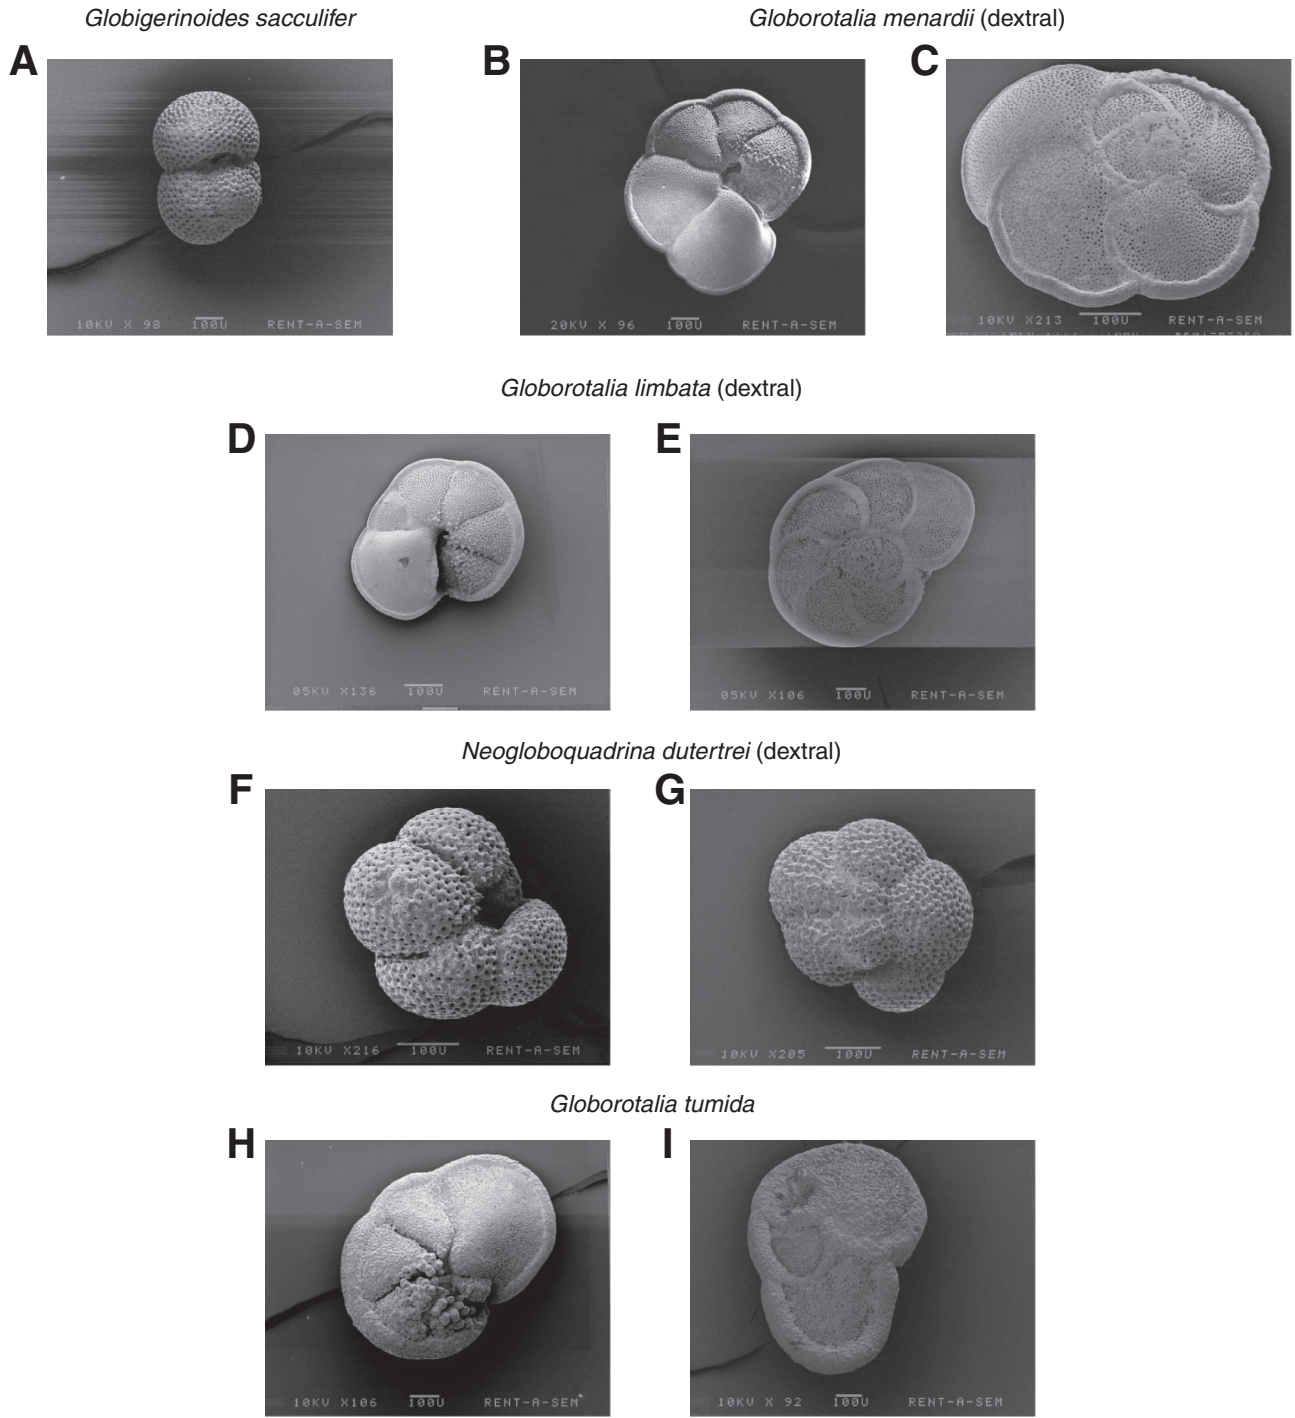 Globigerinoides sacculifer
Globorotalia menardii (dextral)
A
B
C
10KV X 98 100U RENT-A-SEM
20KV X 96 100U RENT-A-SEM
10KV X213 100U RENT-A-SEM
Globorotalia limbata (dextral)
D
E
05KV X136 100U RENT-A-SEM
05KV X106 100U RENT-A-SEM
Neogloboquadrina dutertrei (dextral)
F
G
10KV X216 100U RENT-A-SEM
10KV X205 100U RENT-A-SEM
Globorotalia tumida
H
I
10KV X106 100U RENT-A-SEM
10KV X 92 100U RENT-A-SEM